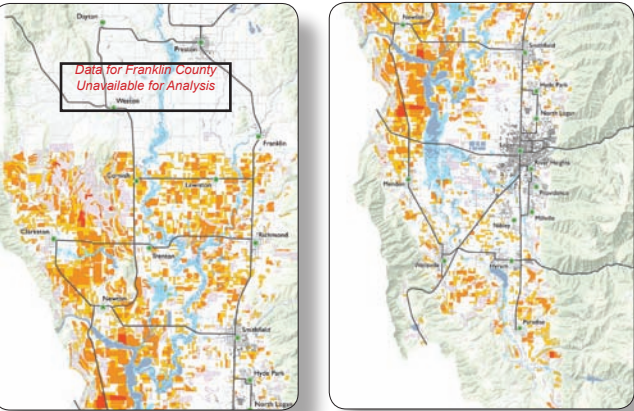 Dayton
Preston
Data for Franklin County
Unavailable for Analysis
Weston
Franklin
Cornish
Lewiston
Clarkston
Richmond
Trenton
Newton
Smithfield
Hyde Park
North Logan
Newton
Smithfield
Hyde Park
North Logan
River Heights
Mendon
Providence
Millville
Nibley
Wellsville
Hyrum
Paradise